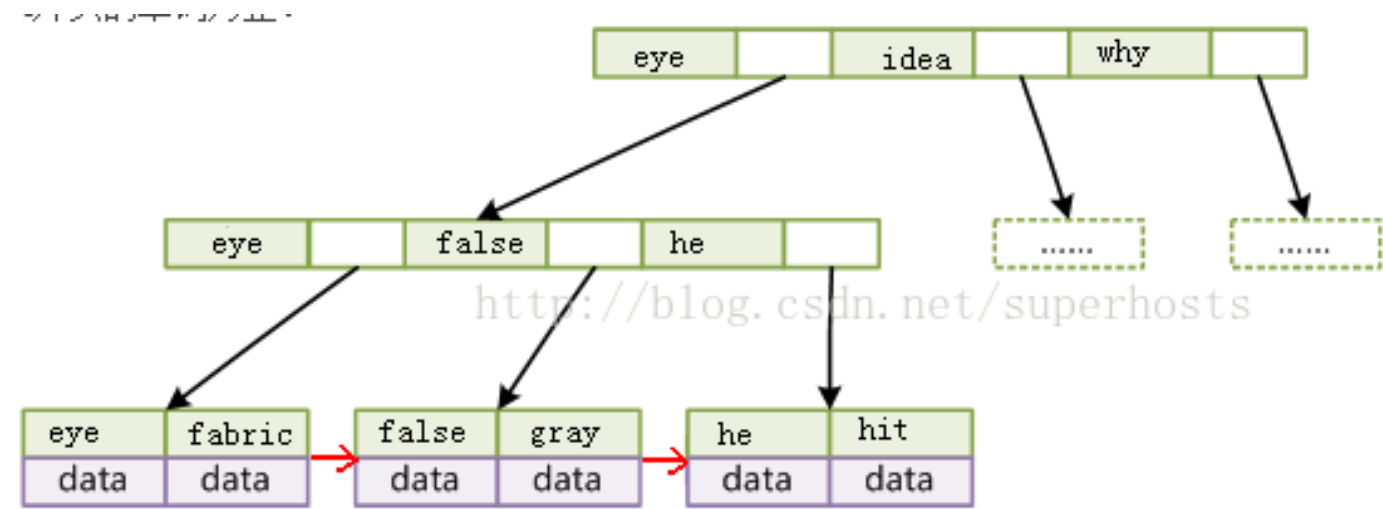 eye idea why
eye false he …… ……
http://blog.csdn.net/superhosts
eye fabric false gray he hit
data data data data data data